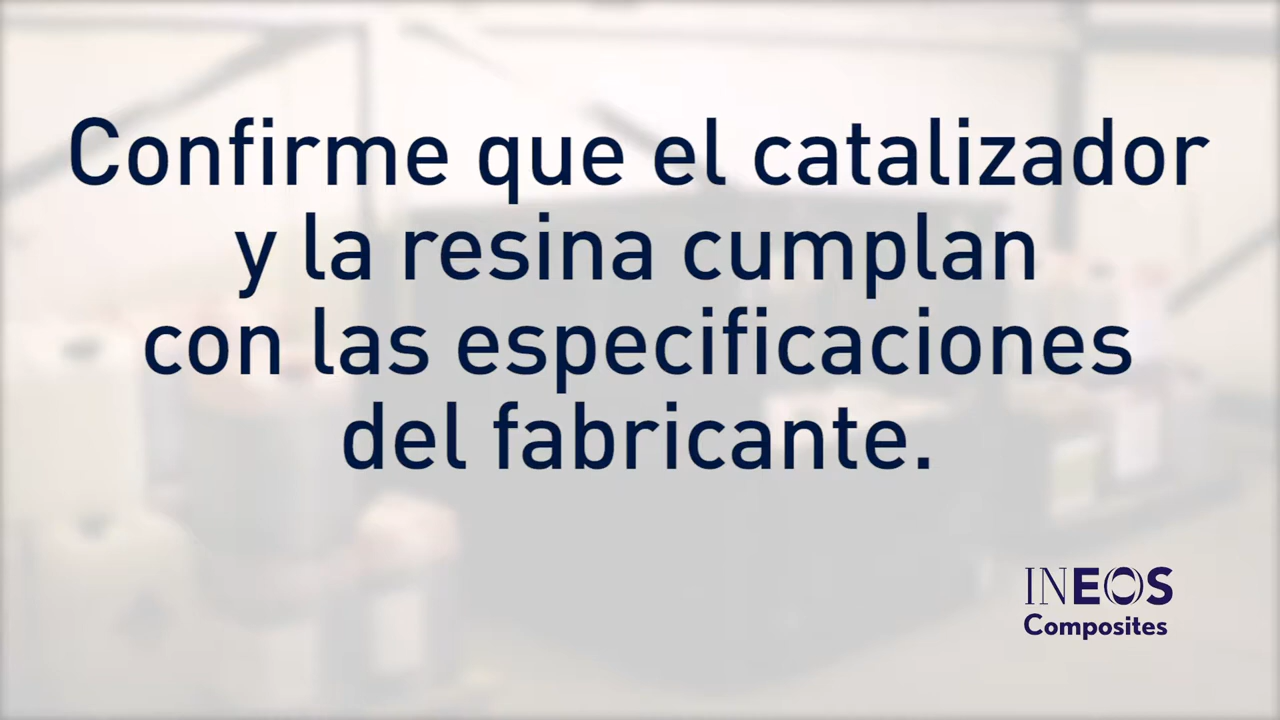 Confirme que el catalizador
y la resina cumplan
con las especificaciones
del fabricante.
INEOS
Composites